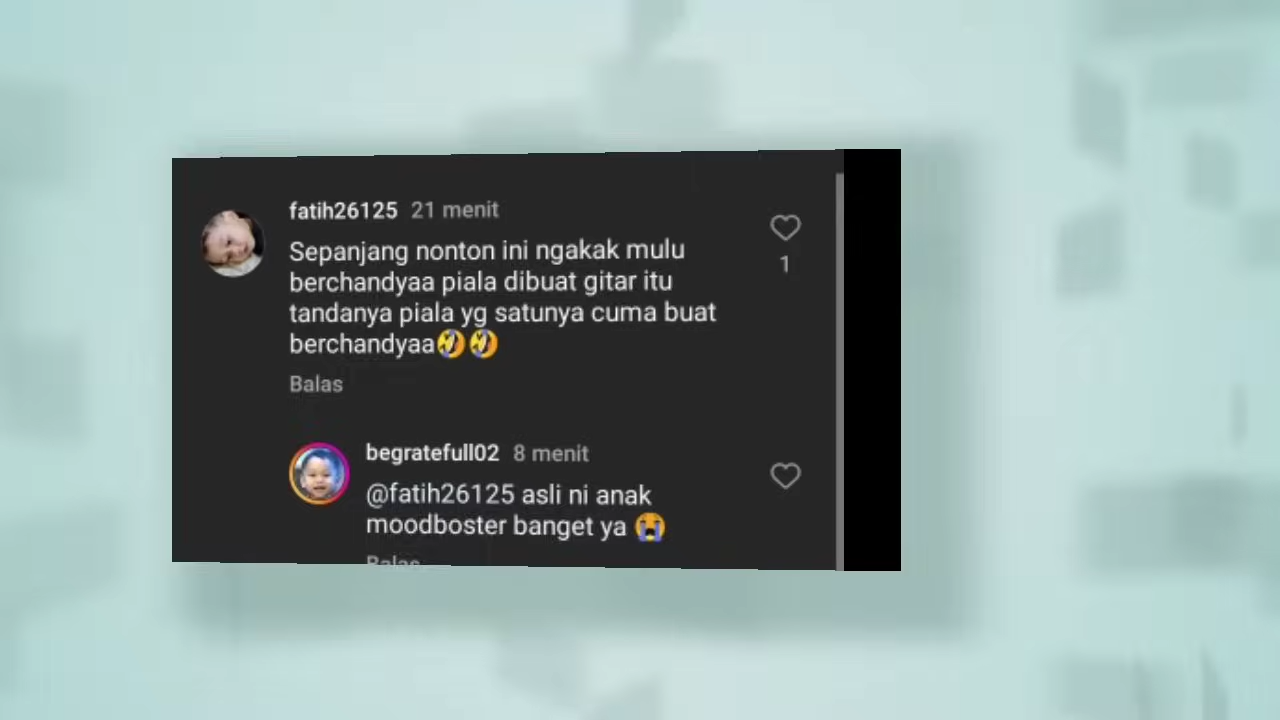 fatih26125 21 menit
Sepanjang nonton ini ngakak mulu
berchandyaa piala dibuat gitar itu
tandanya piala yg satunya cuma buat
berchandyaa🤣🤣
1
Balas
begratefull02 8 menit
@fatih26125 asli ni anak
moodboster banget ya 😭
Balas